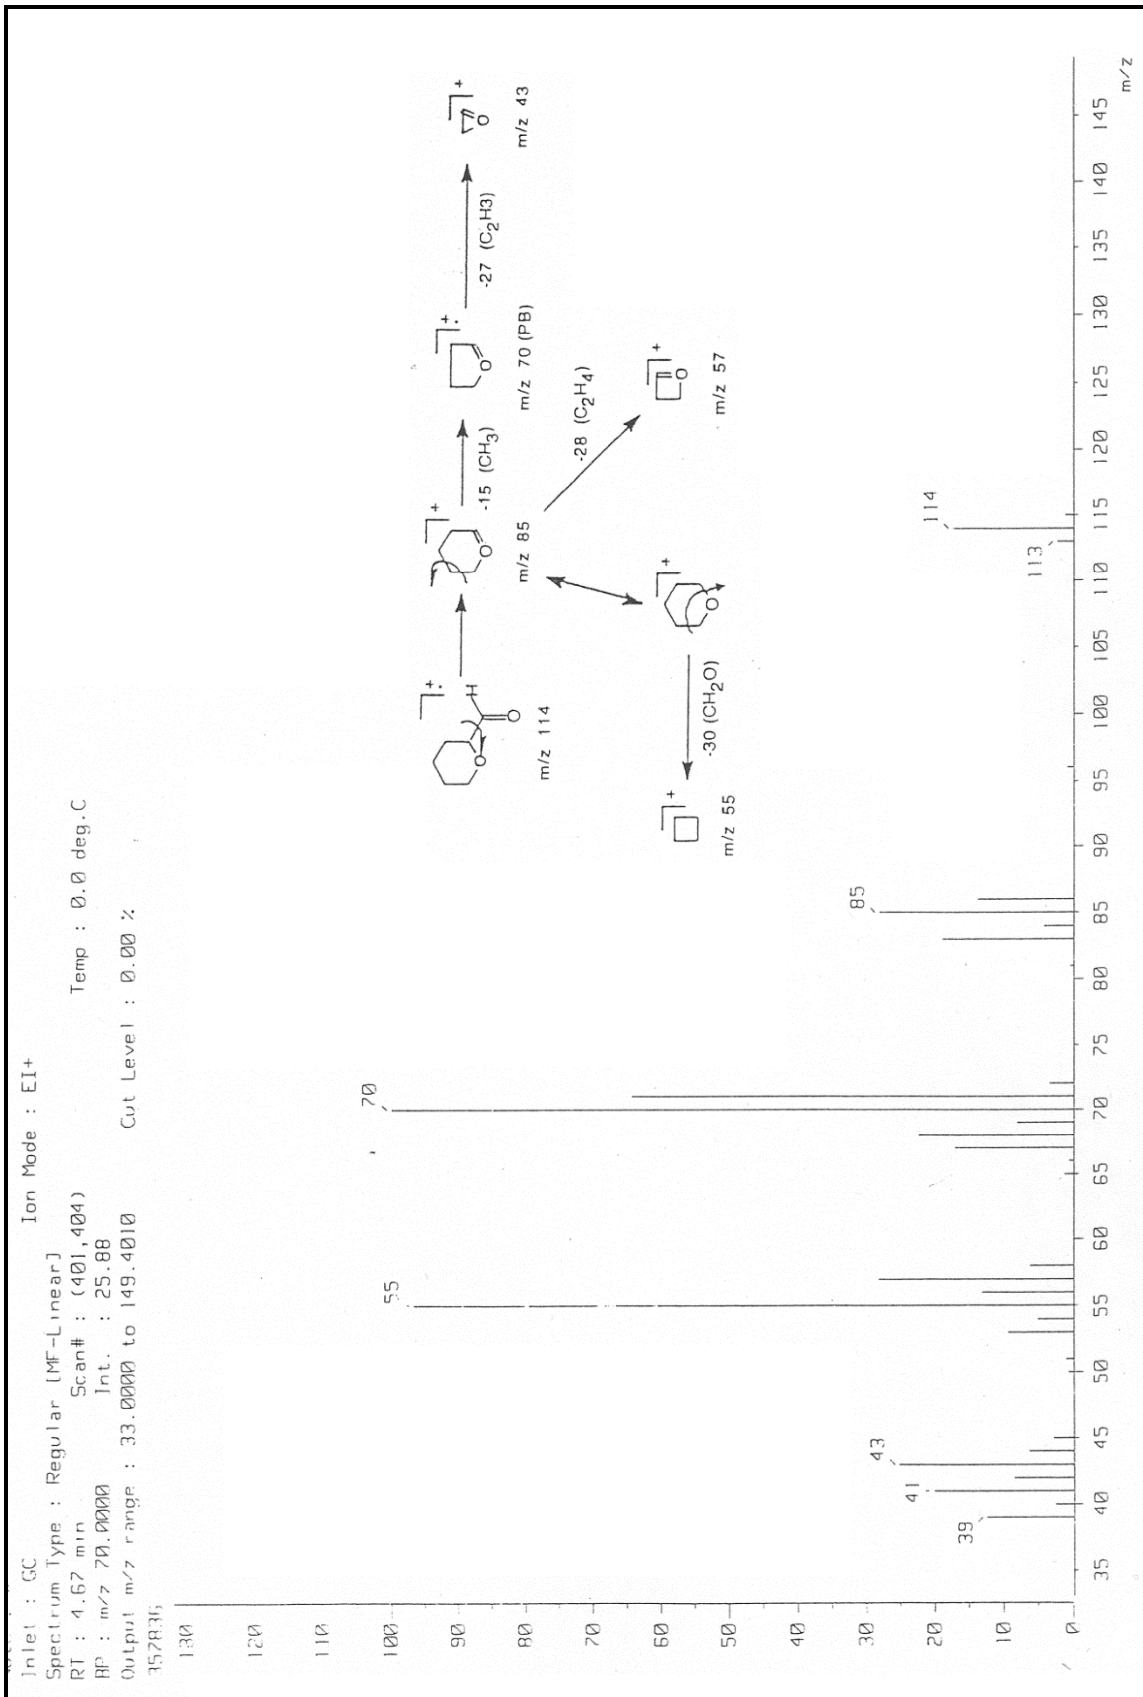 Inlet : GC Ion Mode : EI+
Spectrum Type : Regular [MF-Linear]
RT : 4.67 min Scan# : (401,404) Temp : 0.0 deg.C
BP : m/z 70.0000 Int. : 25.88
Output m/z range : 33.0000 to 149.4010 Cut Level : 0.00 %
357836
130
120
110
100
90
80
70
60
50
40
30
20
10
0
+.
H
O
O
m/z 114
+
O
m/z 85
-15 (CH3)
+.
O
m/z 70 (PB)
-27 (C2H3)
+
O
m/z 43
-28 (C2H4)
+
O
m/z 57
+
O
-30 (CH2O)
+
m/z 55
39
41
43
55
70
85
113
114
35 40 45 50 55 60 65 70 75 80 85 90 95 100 105 110 115 120 125 130 135 140 145
m/z